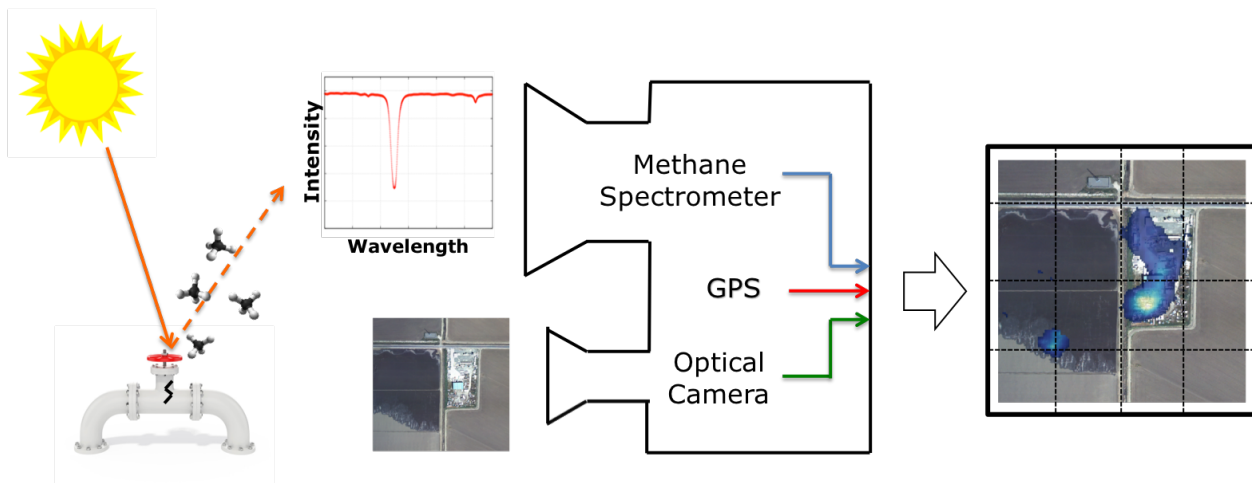 Intensity
Wavelength
Methane
Spectrometer
GPS
Optical
Camera